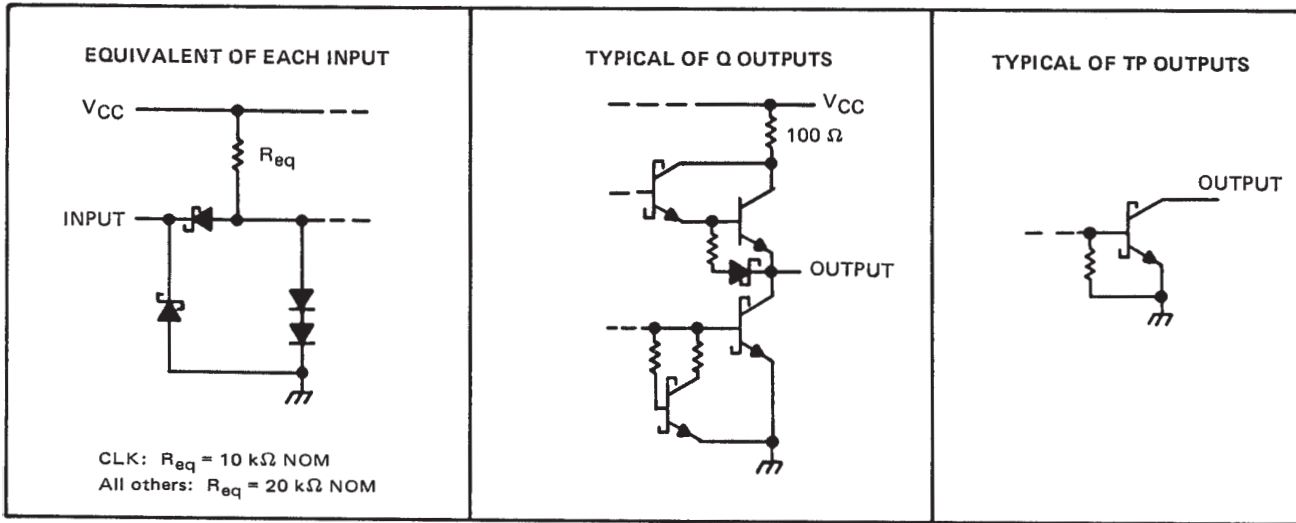 EQUIVALENT OF EACH INPUT
VCC
Req
INPUT
CLK: Req = 10 kΩ NOM
All others: Req = 20 kΩ NOM
TYPICAL OF Q OUTPUTS
VCC
100 Ω
OUTPUT
TYPICAL OF TP OUTPUTS
OUTPUT